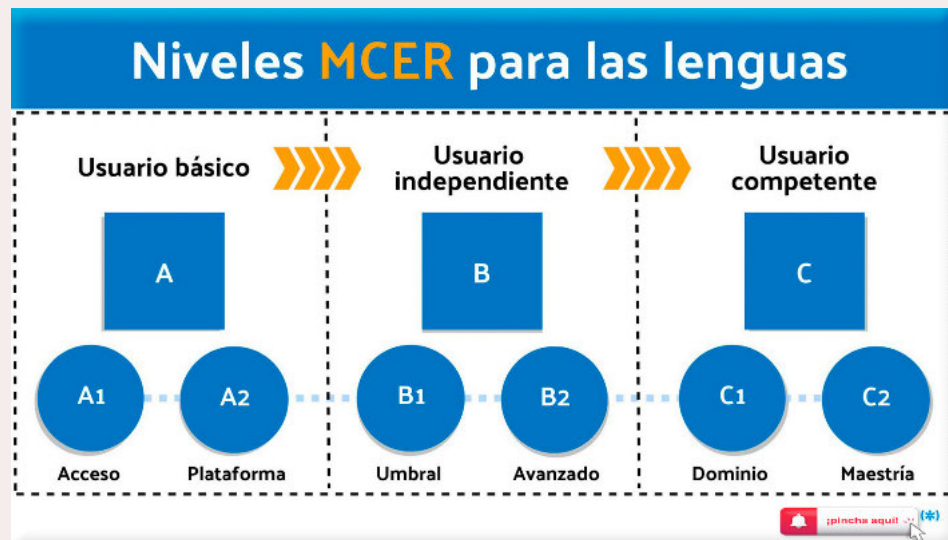 Niveles MCER para las lenguas
Usuario básico
Usuario
independiente
Usuario
competente
A
B
C
A1
A2
B1
B2
C1
C2
Acceso
Plataforma
Umbral
Avanzado
Dominio
Maestría
¡pincha aquí!
(*)